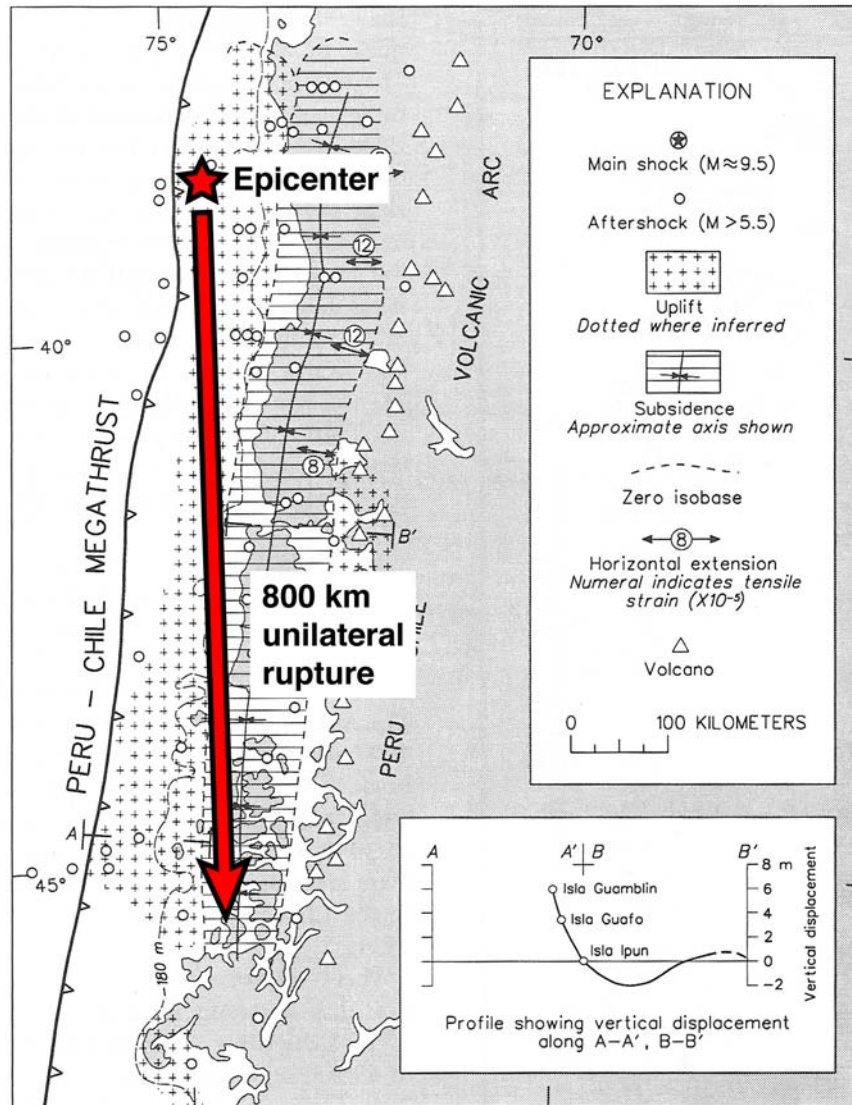 75°
70°
EXPLANATION
Main shock (M≈9.5)
Aftershock (M>5.5)
Uplift
Dotted where inferred
Subsidence
Approximate axis shown
Zero isobase
8
Horizontal extension
Numeral indicates tensile
strain (X10⁻⁵)
Volcano
0 100 KILOMETERS
Epicenter
ARC
VOLCANIC
12
40°
12
8
B'
PERU – CHILE MEGATHRUST
800 km
unilateral
rupture
PERU
A
45°
180 m
A A' B B'
8 m
6
4
2
0
-2
Vertical displacement
Isla Guamblin
Isla Guafo
Isla Ipun
Profile showing vertical displacement
along A–A', B–B'